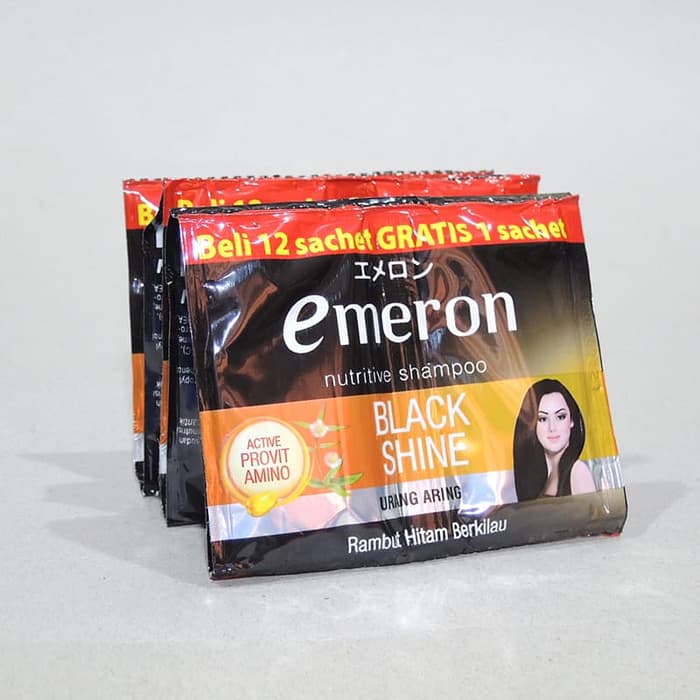 Beli 12 sachet GRATIS 1 sachet
エメロン
emeron
nutritive shampoo
BLACK
SHINE
ACTIVE
PROVIT
AMINO
URANG ARING
Rambut Hitam Berkilau